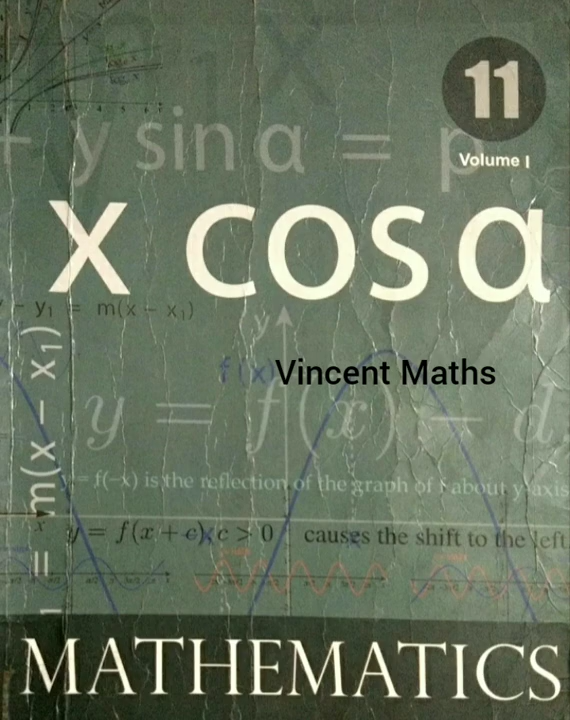 11
Volume I
+ y sin α = p
x cos α
- y₁ = m(x – x₁)
y
f(x)
Vincent Maths
y = f(x) – d
1 = m(x – x₁)
y = f(–x) is the reflection of the graph of f about y-axis
y = f(x + c), c > 0 causes the shift to the left
MATHEMATICS